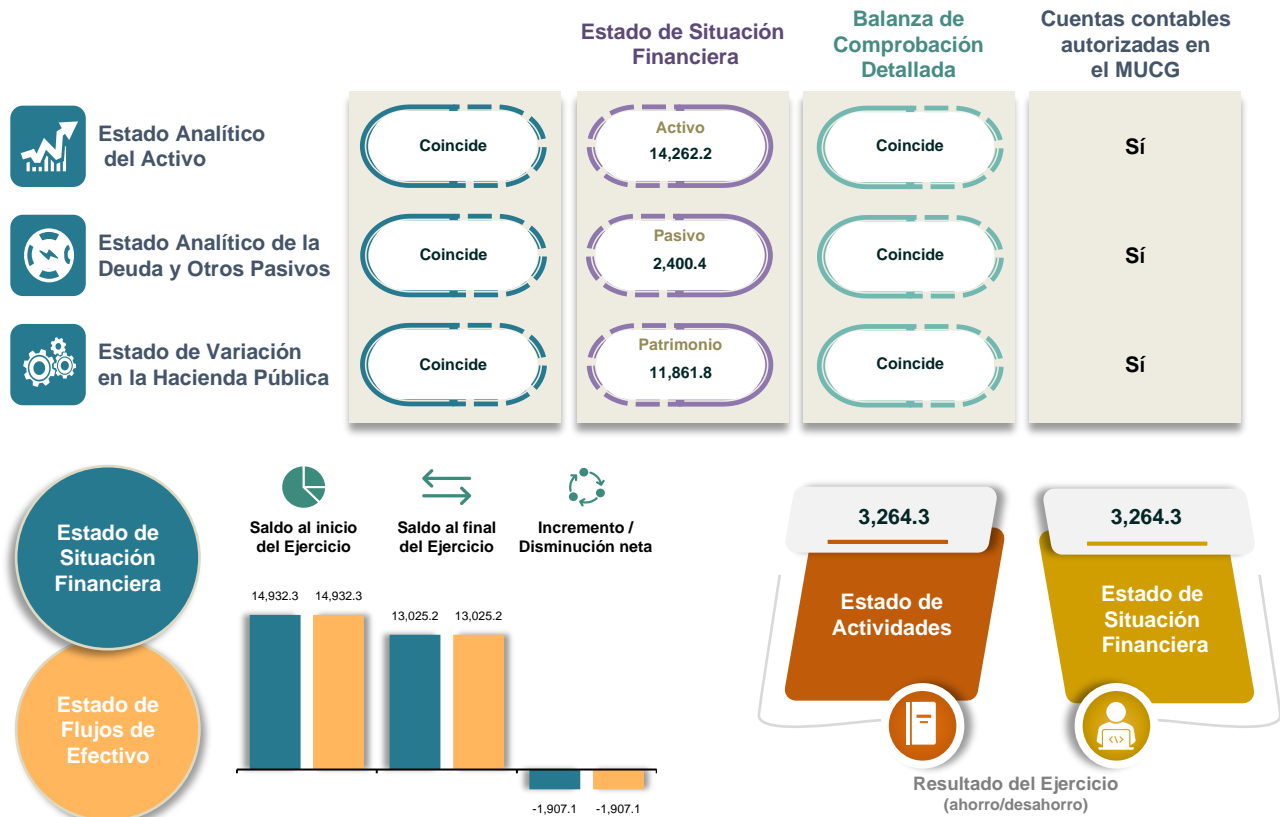 Estado de Situación
Financiera
Balanza de
Comprobación
Detallada
Cuentas contables
autorizadas en
el MUCG
Estado Analítico
del Activo
Coincide
Activo
14,262.2
Coincide
Sí
Estado Analítico de la
Deuda y Otros Pasivos
Coincide
Pasivo
2,400.4
Coincide
Sí
Estado de Variación
en la Hacienda Pública
Coincide
Patrimonio
11,861.8
Coincide
Sí
Estado de
Situación
Financiera
Estado de
Flujos de
Efectivo
Saldo al inicio
del Ejercicio
Saldo al final
del Ejercicio
Incremento /
Disminución neta
14,932.3 14,932.3
13,025.2 13,025.2
-1,907.1 -1,907.1
3,264.3
Estado de
Actividades
3,264.3
Estado de
Situación
Financiera
Resultado del Ejercicio
(ahorro/desahorro)